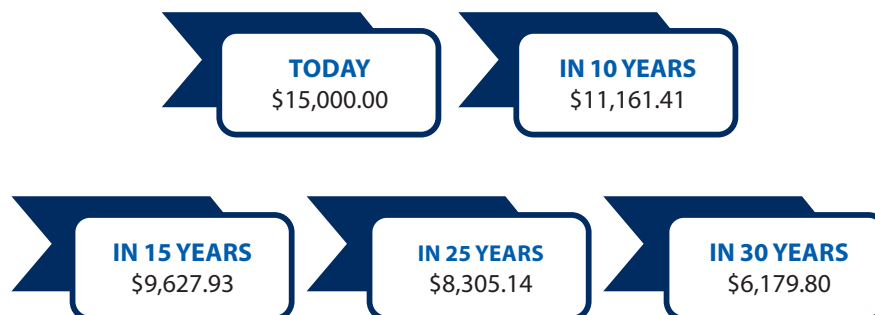 TODAY
$15,000.00
IN 10 YEARS
$11,161.41
IN 15 YEARS
$9,627.93
IN 25 YEARS
$8,305.14
IN 30 YEARS
$6,179.80